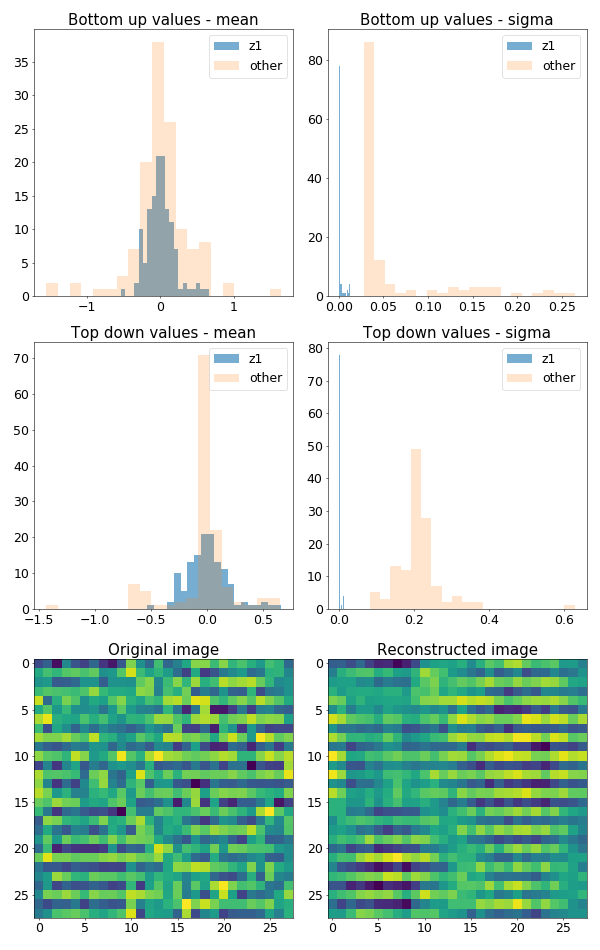 Bottom up values - mean
z1
other
35
30
25
20
15
10
5
0
−1 0 1
Bottom up values - sigma
z1
other
80
60
40
20
0
0.00 0.05 0.10 0.15 0.20 0.25
Top down values - mean
z1
other
70
60
50
40
30
20
10
0
−1.5 −1.0 −0.5 0.0 0.5
Top down values - sigma
z1
other
80
70
60
50
40
30
20
10
0
0.0 0.2 0.4 0.6
Original image
0
5
10
15
20
25
0 5 10 15 20 25
Reconstructed image
0
5
10
15
20
25
0 5 10 15 20 25